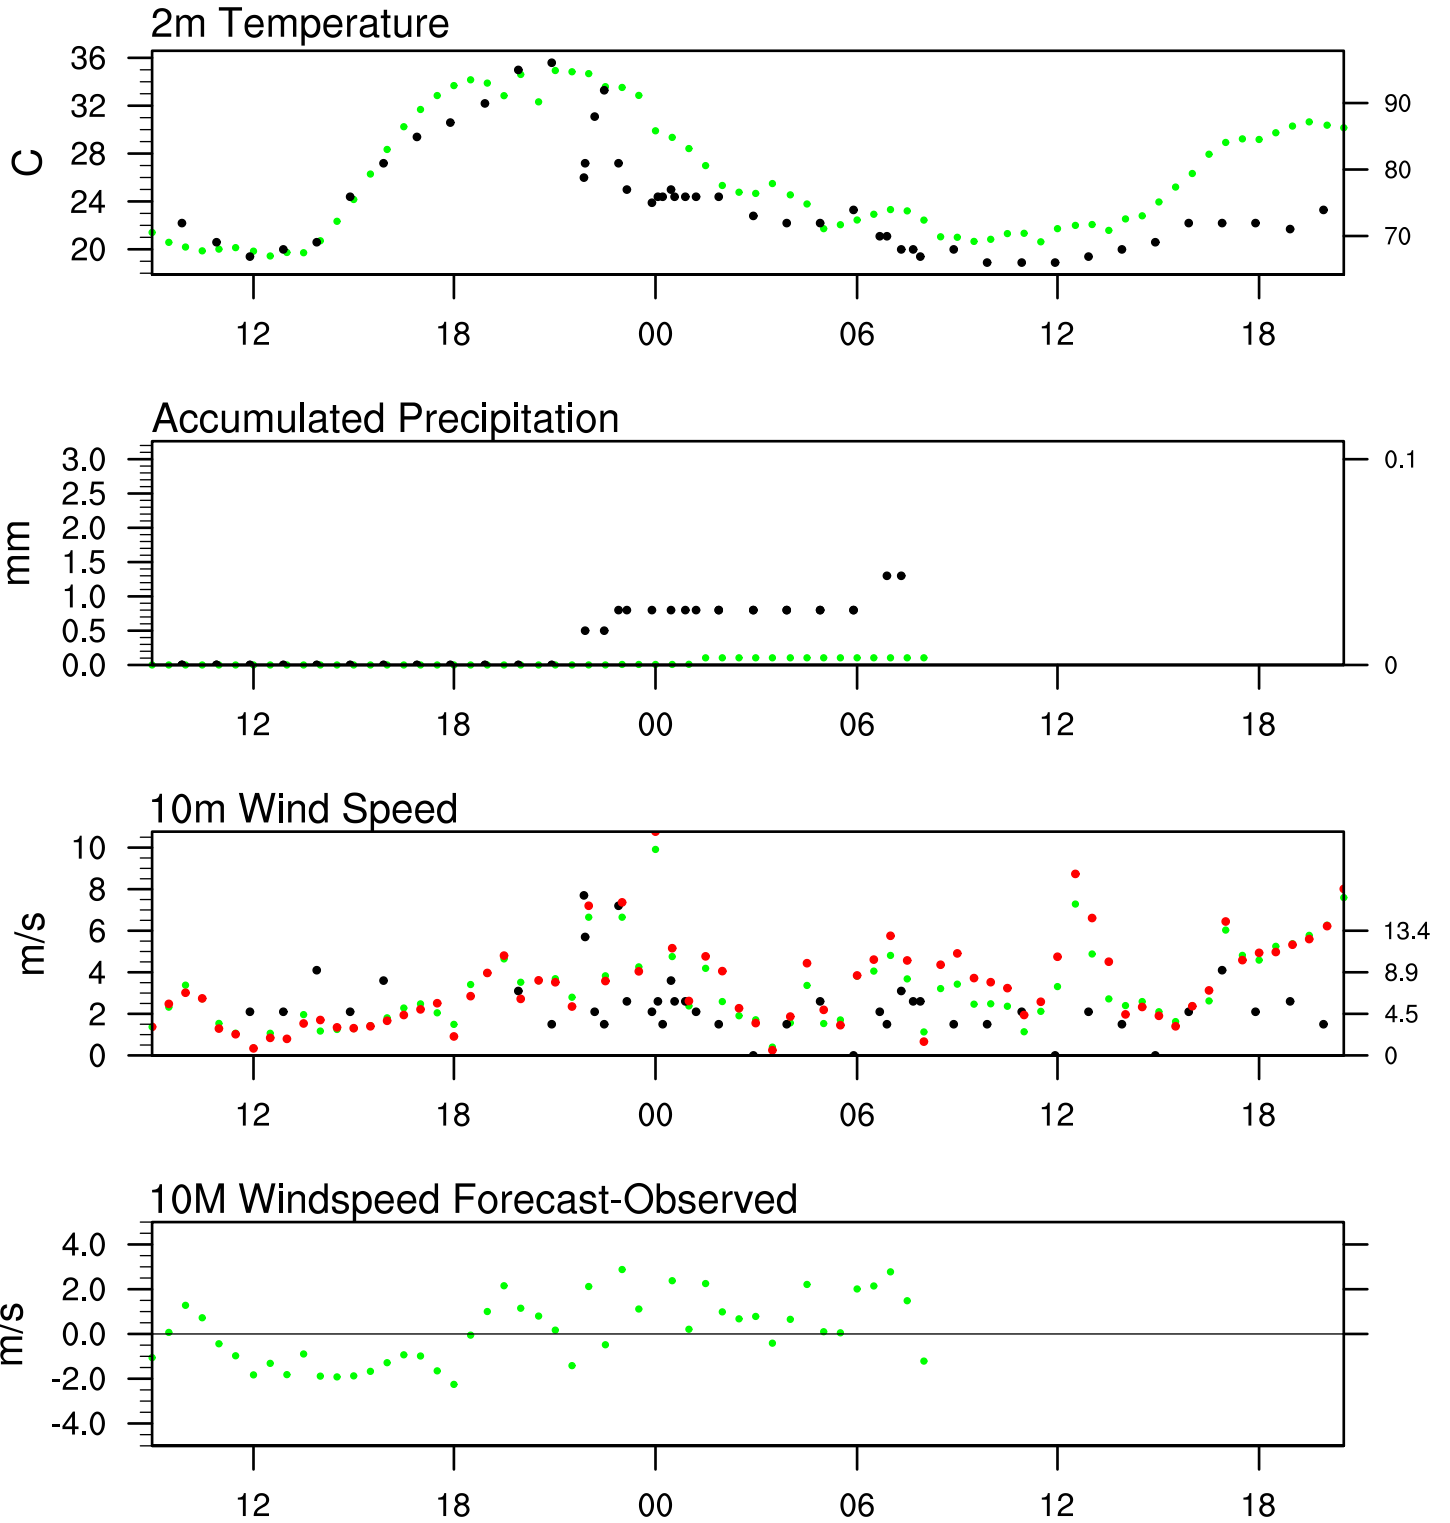 2m Temperature
36
32
28
24
20
C
90
80
70
12 18 00 06 12 18
Accumulated Precipitation
3.0
2.5
2.0
1.5
1.0
0.5
0.0
mm
0.1
0
12 18 00 06 12 18
10m Wind Speed
10
8
6
4
2
0
m/s
13.4
8.9
4.5
0
12 18 00 06 12 18
10M Windspeed Forecast-Observed
4.0
2.0
0.0
-2.0
-4.0
m/s
12 18 00 06 12 18